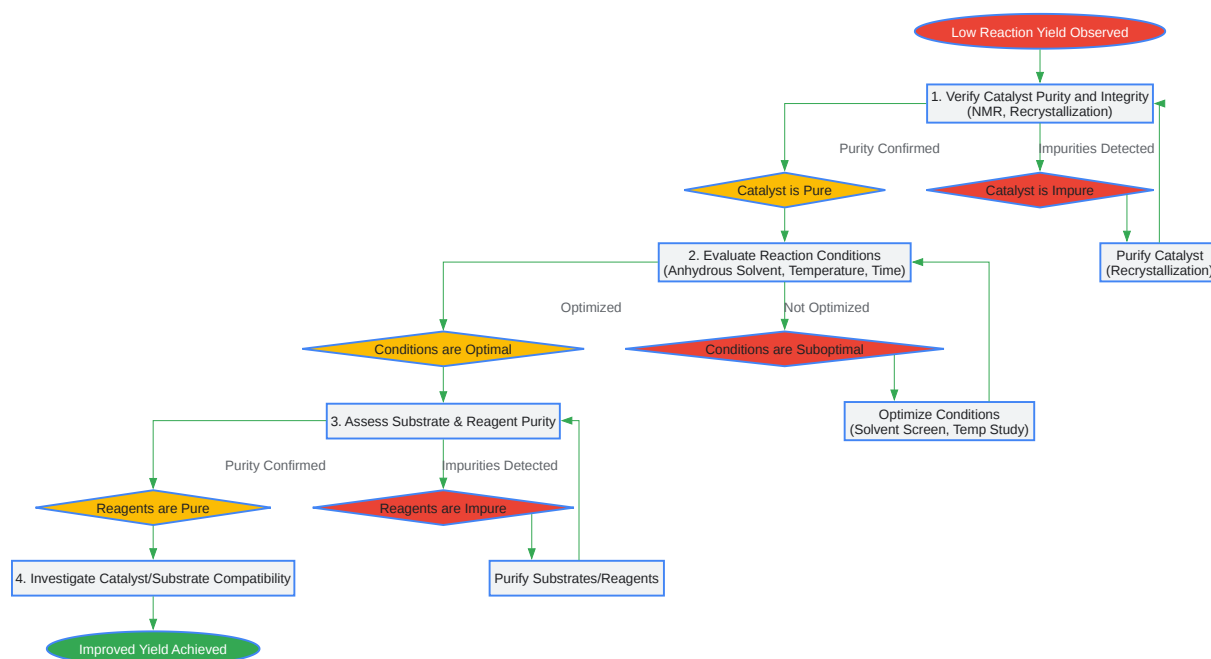 Low Reaction Yield Observed
1. Verify Catalyst Purity and Integrity
(NMR, Recrystallization)
Purity Confirmed
Impurities Detected
Catalyst is Pure
Catalyst is Impure
2. Evaluate Reaction Conditions
(Anhydrous Solvent, Temperature, Time)
Purify Catalyst
(Recrystallization)
Optimized
Not Optimized
Conditions are Optimal
Conditions are Suboptimal
3. Assess Substrate & Reagent Purity
Optimize Conditions
(Solvent Screen, Temp Study)
Purity Confirmed
Impurities Detected
Reagents are Pure
Reagents are Impure
4. Investigate Catalyst/Substrate Compatibility
Purify Substrates/Reagents
Improved Yield Achieved